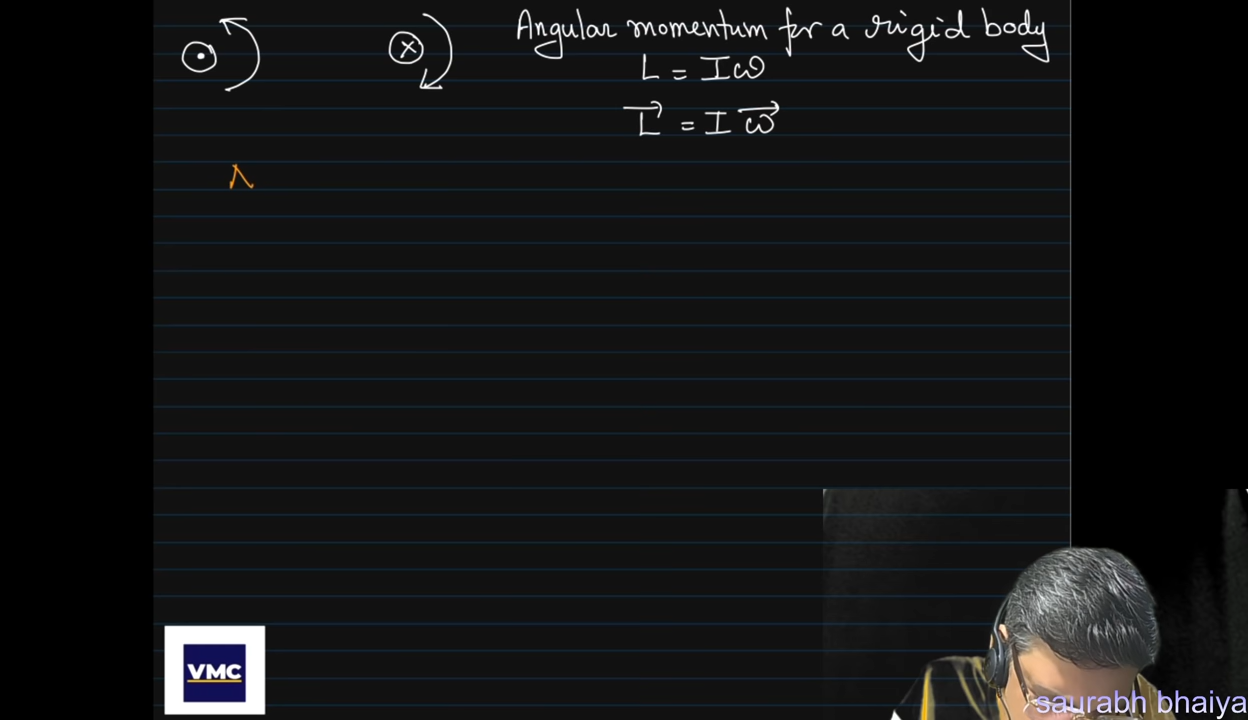 Angular momentum for a rigid body
L = Iω
L⃗ = I ω⃗
VMC
saurabh bhaiya